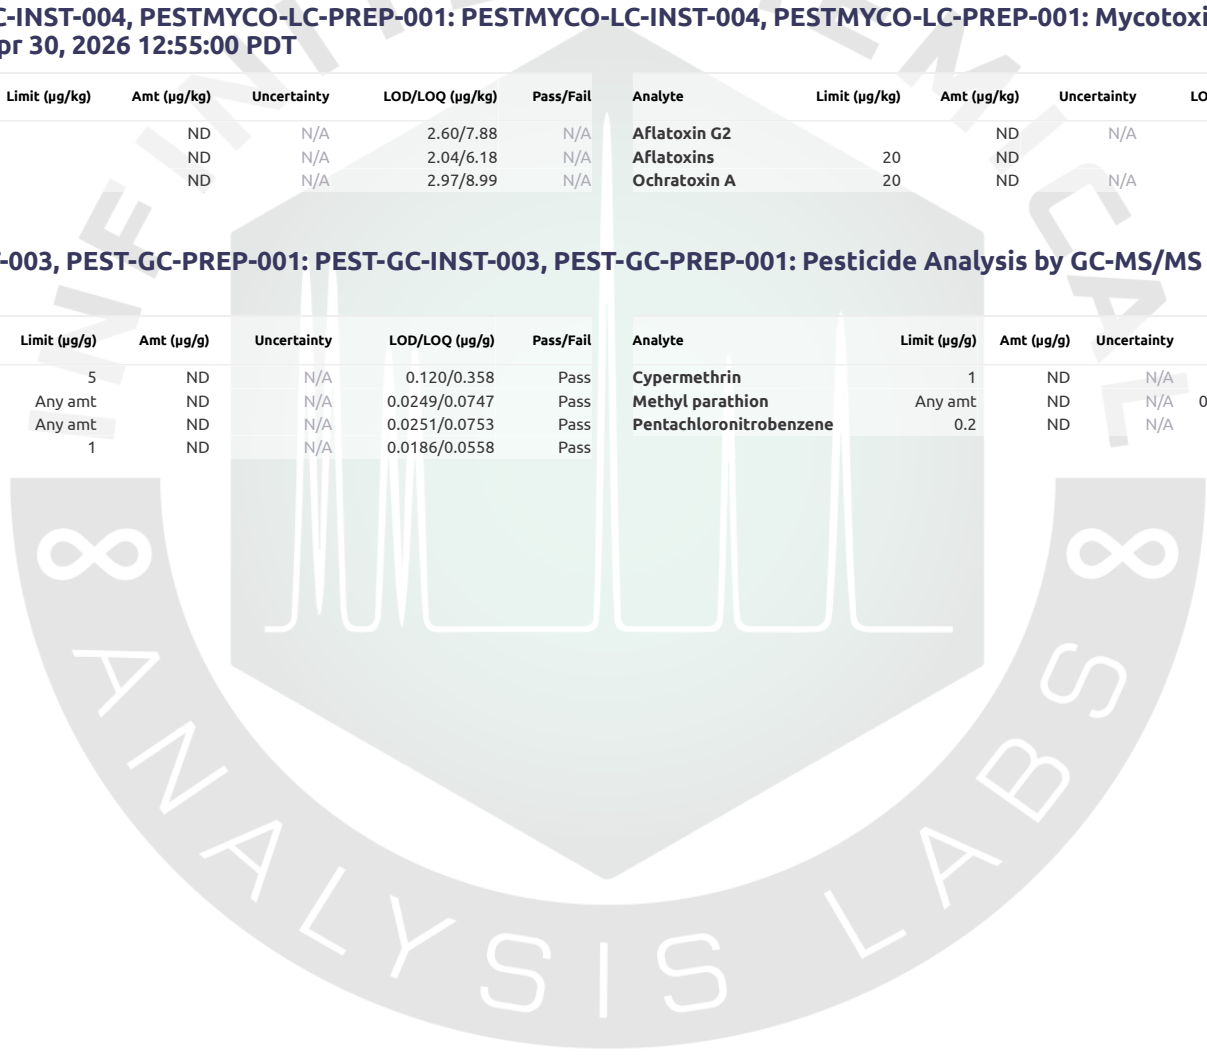 C-INST-004, PESTMYCO-LC-PREP-001: PESTMYCO-LC-INST-004, PESTMYCO-LC-PREP-001: Mycotoxi
pr 30, 2026 12:55:00 PDT
Limit (µg/kg) Amt (µg/kg) Uncertainty LOD/LOQ (µg/kg) Pass/Fail Analyte Limit (µg/kg) Amt (µg/kg) Uncertainty LO
ND N/A 2.60/7.88 N/A Aflatoxin G2 ND N/A
ND N/A 2.04/6.18 N/A Aflatoxins 20 ND
ND N/A 2.97/8.99 N/A Ochratoxin A 20 ND N/A
-003, PEST-GC-PREP-001: PEST-GC-INST-003, PEST-GC-PREP-001: Pesticide Analysis by GC-MS/MS
Limit (µg/g) Amt (µg/g) Uncertainty LOD/LOQ (µg/g) Pass/Fail Analyte Limit (µg/g) Amt (µg/g) Uncertainty
5 ND N/A 0.120/0.358 Pass Cypermethrin 1 ND N/A
Any amt ND N/A 0.0249/0.0747 Pass Methyl parathion Any amt ND N/A 0
Any amt ND N/A 0.0251/0.0753 Pass Pentachloronitrobenzene 0.2 ND N/A
1 ND N/A 0.0186/0.0558 Pass
INFINITE CHEMICAL
∞ ANALYSIS LABS ∞